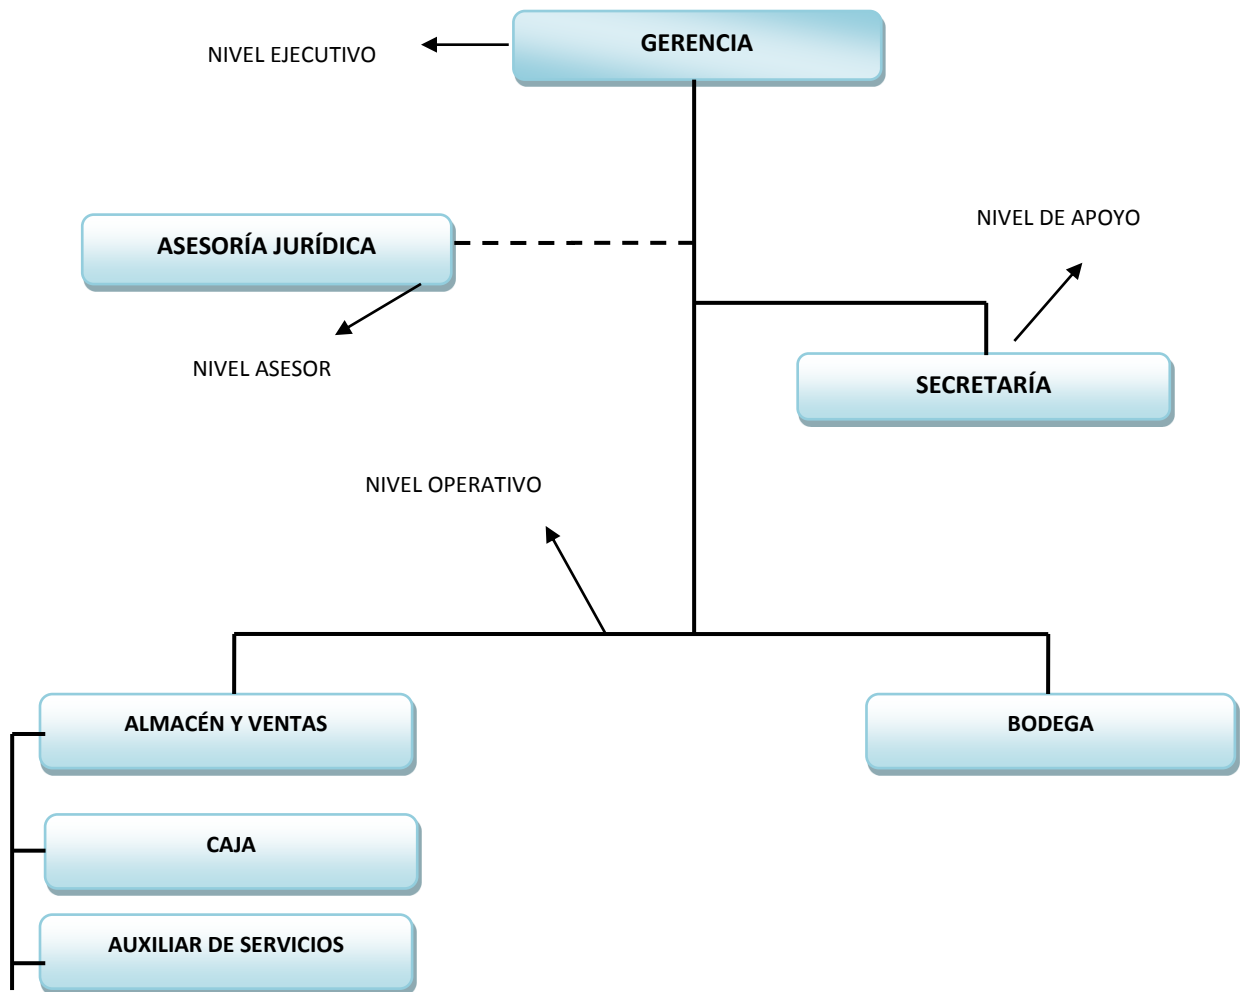 GERENCIA
NIVEL EJECUTIVO
NIVEL DE APOYO
ASESORÍA JURÍDICA
NIVEL ASESOR
SECRETARÍA
NIVEL OPERATIVO
ALMACÉN Y VENTAS
BODEGA
CAJA
AUXILIAR DE SERVICIOS